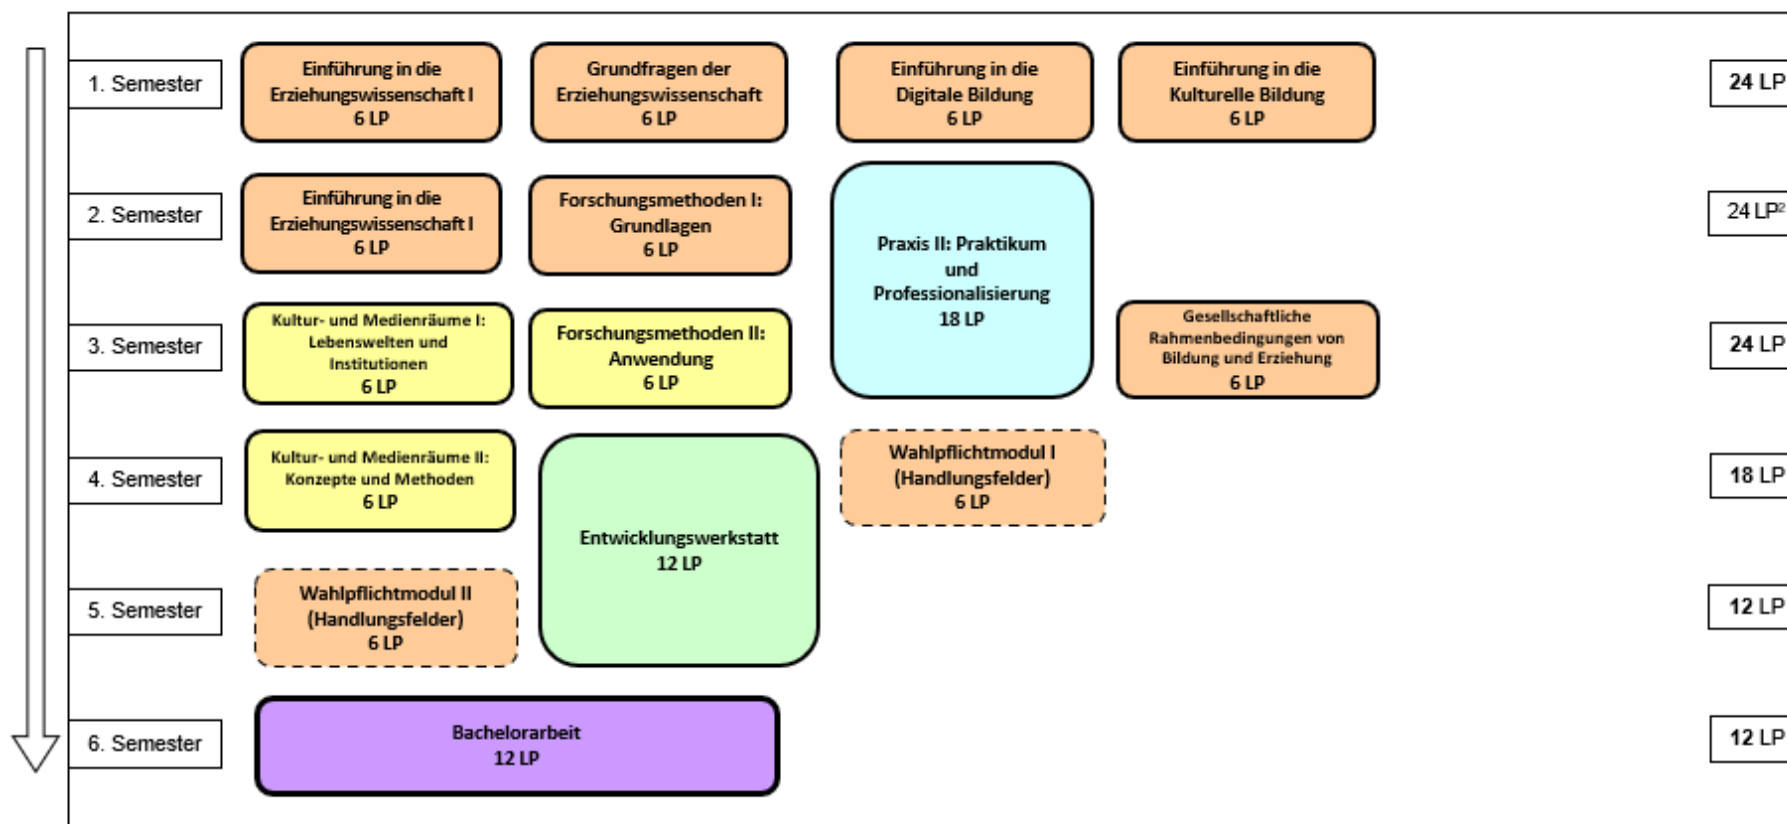 1. Semester
Einführung in die
Erziehungswissenschaft I
6 LP
Grundfragen der
Erziehungswissenschaft
6 LP
Einführung in die
Digitale Bildung
6 LP
Einführung in die
Kulturelle Bildung
6 LP
24 LP
2. Semester
Einführung in die
Erziehungswissenschaft I
6 LP
Forschungsmethoden I:
Grundlagen
6 LP
Praxis II: Praktikum
und
Professionalisierung
18 LP
24 LP²
3. Semester
Kultur- und Medienräume I:
Lebenswelten und
Institutionen
6 LP
Forschungsmethoden II:
Anwendung
6 LP
Gesellschaftliche
Rahmenbedingungen von
Bildung und Erziehung
6 LP
24 LP
4. Semester
Kultur- und Medienräume II:
Konzepte und Methoden
6 LP
Entwicklungswerkstatt
12 LP
Wahlpflichtmodul I
(Handlungsfelder)
6 LP
18 LP
5. Semester
Wahlpflichtmodul II
(Handlungsfelder)
6 LP
12 LP
6. Semester
Bachelorarbeit
12 LP
12 LP